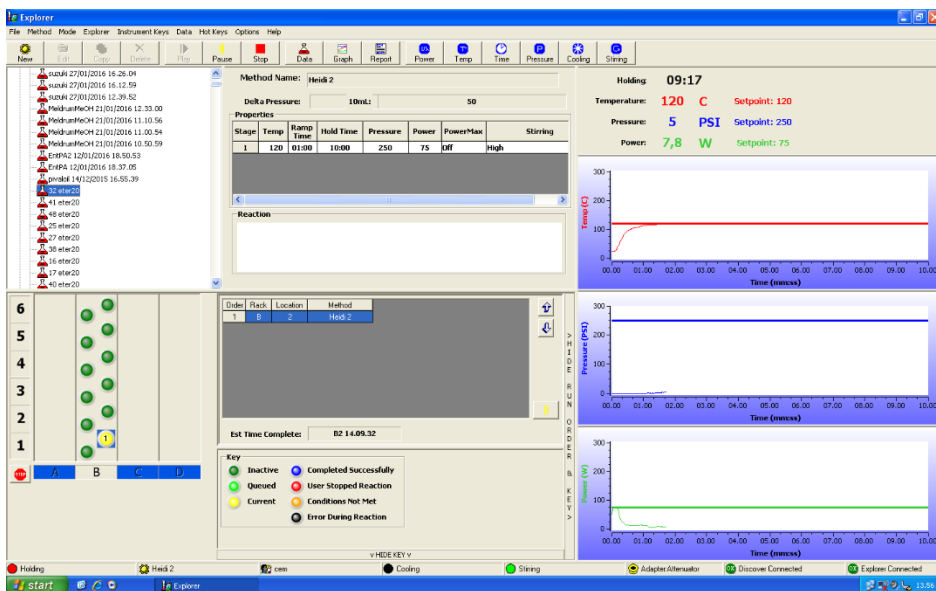 Explorer
File Method Mode Explorer Instrument Keys Data Hot Keys Options Help
New Edit Copy Delete Play Pause Stop Data Graph Report Power Temp Time Pressure Cooling Stirring
suzuki 27/01/2016 16.26.04
suzuki 27/01/2016 16.12.59
suzuki 27/01/2016 12.39.52
MeldrumMeOH 21/01/2016 12.33.00
MeldrumMeOH 21/01/2016 11.10.56
MeldrumMeOH 21/01/2016 11.00.54
MeldrumMeOH 21/01/2016 10.50.59
EntPA2 12/01/2016 18.50.53
EntPA 12/01/2016 18.37.05
pivaloil 14/12/2015 16.55.39
32 eter20
41 eter20
48 eter20
25 eter20
27 eter20
38 eter20
16 eter20
17 eter20
40 eter20
Method Name: Heidi 2
Delta Pressure: 10mL: 50
Properties
Stage Temp Ramp Time Hold Time Pressure Power PowerMax Stirring
1 120 01:00 10:00 250 75 Off High
Reaction
Holding: 09:17
Temperature: 120 C Setpoint: 120
Pressure: 5 PSI Setpoint: 250
Power: 7,8 W Setpoint: 75
300
200
100
0
Temp (C)
00.00 01.00 02.00 03.00 04.00 05.00 06.00 07.00 08.00 09.00 10.00
Time (mm:ss)
300
200
100
0
Pressure (PSI)
00.00 01.00 02.00 03.00 04.00 05.00 06.00 07.00 08.00 09.00 10.00
Time (mm:ss)
300
200
100
0
Power (W)
00.00 01.00 02.00 03.00 04.00 05.00 06.00 07.00 08.00 09.00 10.00
Time (mm:ss)
6
5
4
3
2
1
1
STOP A B C D
Order Rack Location Method
1 B 2 Heidi 2
Est Time Complete: B2 14.09.32
> HIDE RUN ORDER & KEY >
Key
Inactive Completed Successfully
Queued User Stopped Reaction
Current Conditions Not Met
Error During Reaction
v HIDE KEY v
Holding Heidi 2 cem Cooling Stirring Adapter:Attenuator OK Discover Connected OK Explorer Connected
start Explorer 13.56